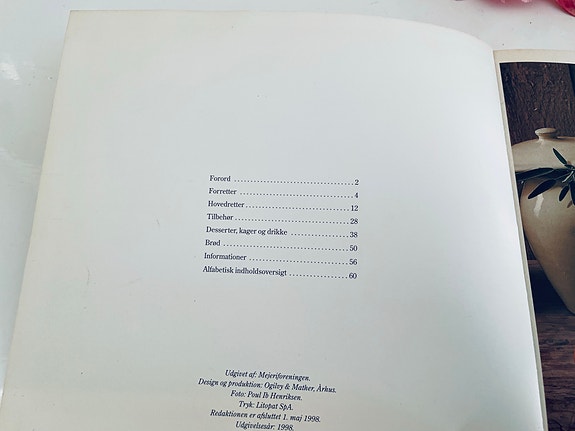 Forord ........................................ 2
Forretter ..................................... 4
Hovedretter ................................... 12
Tilbehør ...................................... 28
Desserter, kager og drikke .................... 38
Brød .......................................... 50
Informationer ................................. 56
Alfabetisk indholdsoversigt ................... 60
Udgivet af: Mejeriforeningen.
Design og produktion: Ogilvy & Mather, Århus.
Foto: Poul Ib Henriksen.
Tryk: Litopat SpA.
Redaktionen er afsluttet 1. maj 1998.
Udgivelsesår: 1998.